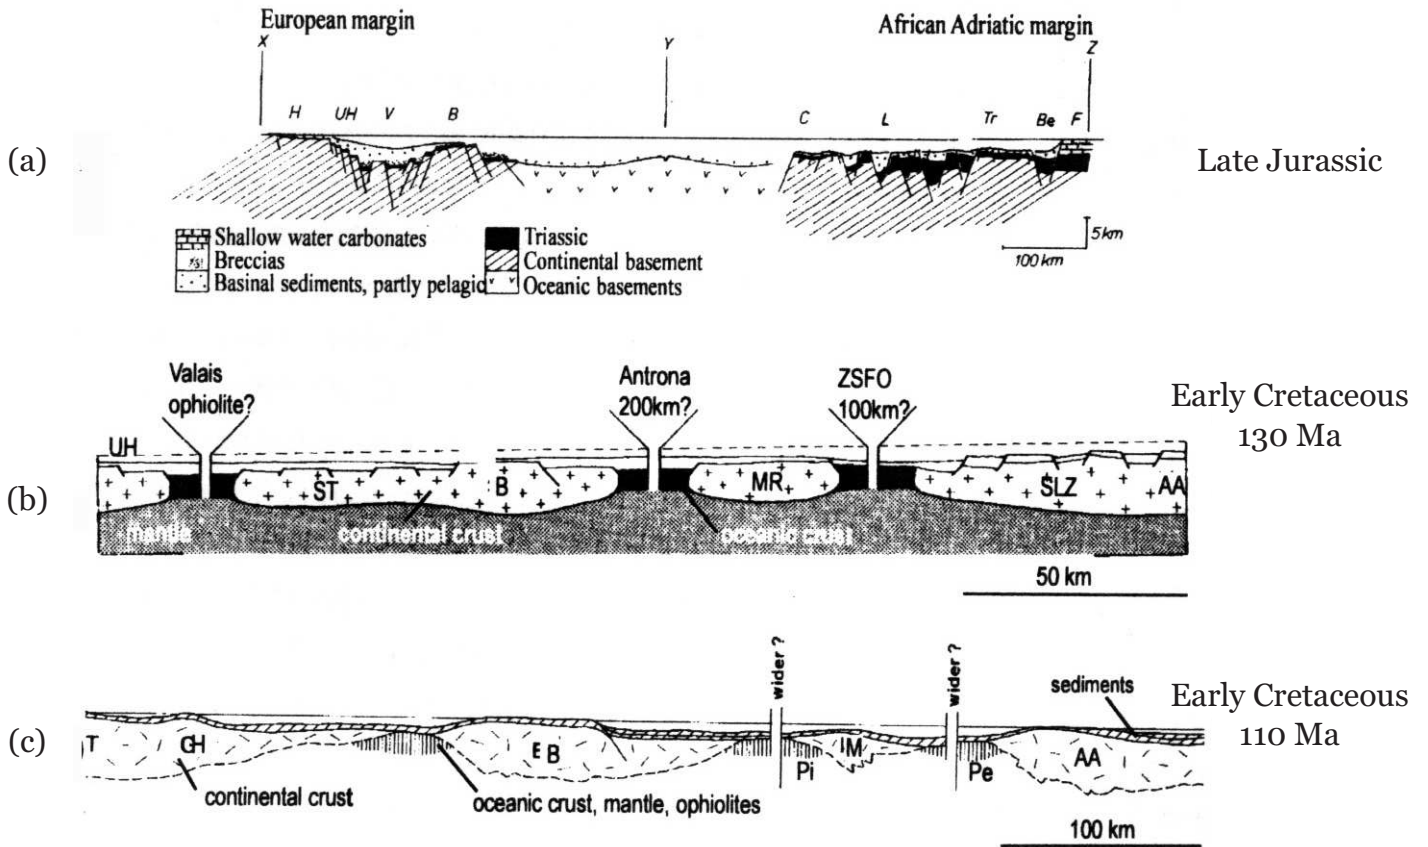 European margin
African Adriatic margin
X
Y
Z
H
UH
V
B
C
L
Tr
Be
F
(a)
Late Jurassic
5km
100 km
Shallow water carbonates
Breccias
Basinal sediments, partly pelagic
Triassic
Continental basement
Oceanic basements
Valais
ophiolite?
Antrona
200km?
ZSFO
100km?
Early Cretaceous
130 Ma
UH
(b)
ST
B
MR
SLZ
AA
mantle
continental crust
oceanic crust
50 km
wider ?
wider ?
sediments
Early Cretaceous
110 Ma
(c)
T
E B
IM
Pi
Pe
AA
continental crust
oceanic crust, mantle, ophiolites
100 km